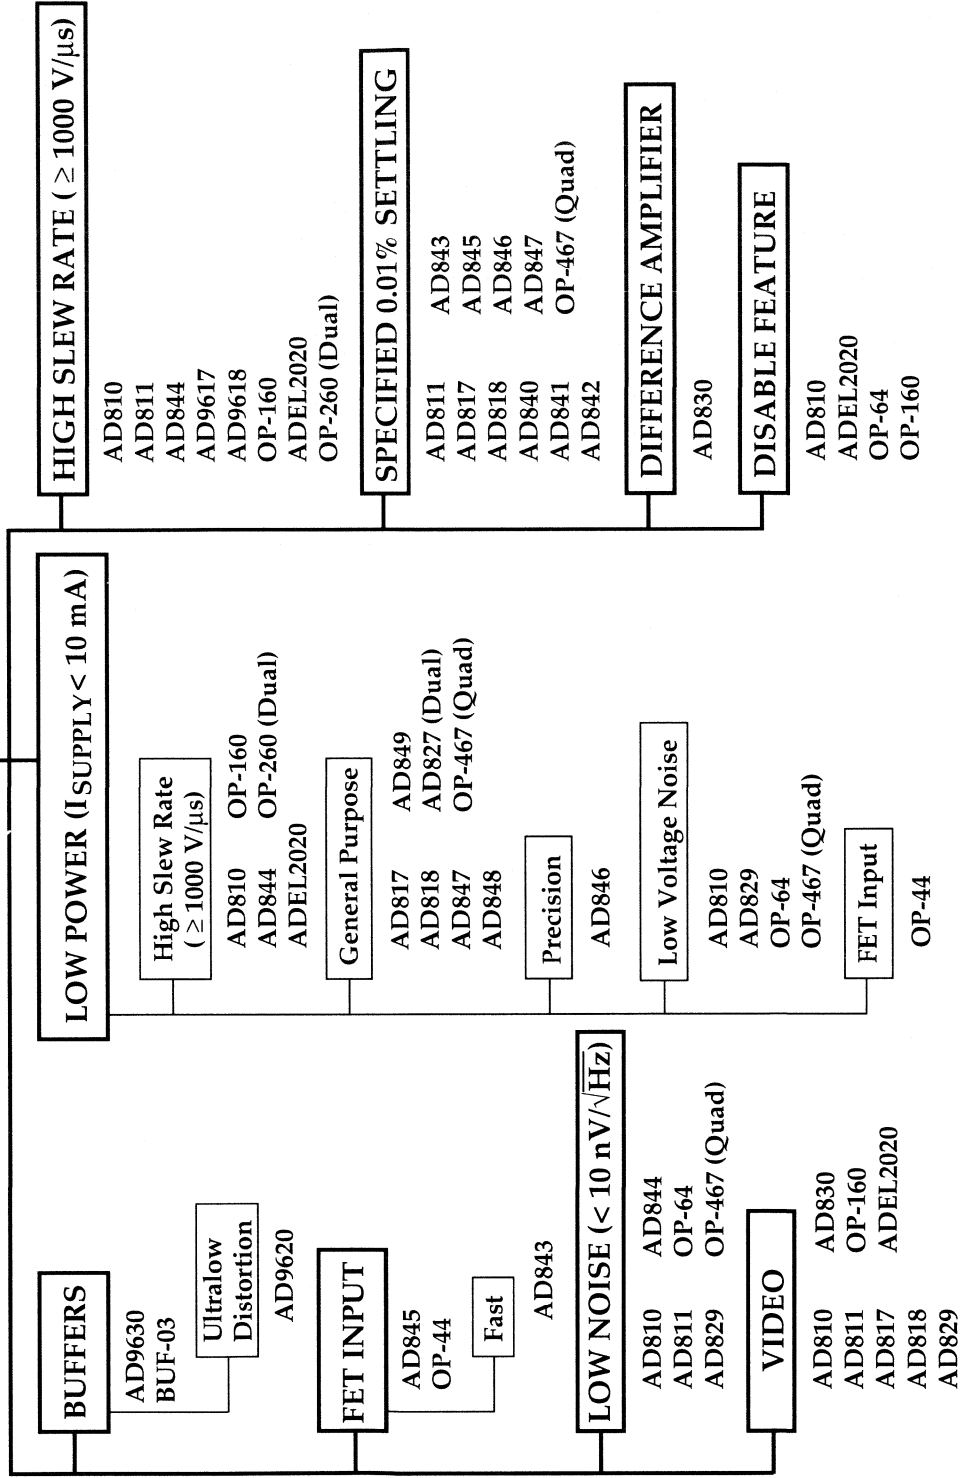 BUFFERS
AD9630
BUF-03
Ultralow
Distortion
AD9620
FET INPUT
AD845
OP-44
Fast
AD843
LOW NOISE (< 10 nV/√Hz)
AD810 AD844
AD811 OP-64
AD829 OP-467 (Quad)
VIDEO
AD810 AD830
AD811 OP-160
AD817 ADEL2020
AD818
AD829
LOW POWER (I SUPPLY < 10 mA)
High Slew Rate
(≥ 1000 V/μs)
AD810 OP-160
AD844 OP-260 (Dual)
ADEL2020
General Purpose
AD817 AD849
AD818 AD827 (Dual)
AD847 OP-467 (Quad)
AD848
Precision
AD846
Low Voltage Noise
AD810
AD829
OP-64
OP-467 (Quad)
FET Input
OP-44
HIGH SLEW RATE (≥ 1000 V/μs)
AD810
AD811
AD844
AD9617
AD9618
OP-160
ADEL2020
OP-260 (Dual)
SPECIFIED 0.01% SETTLING
AD811 AD843
AD817 AD845
AD818 AD846
AD840 AD847
AD841 OP-467 (Quad)
AD842
DIFFERENCE AMPLIFIER
AD830
DISABLE FEATURE
AD810
ADEL2020
OP-64
OP-160